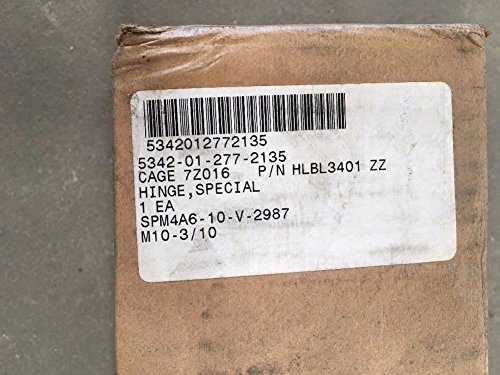 5342012772135
5342-01-277-2135
CAGE 7Z016 P/N HLBL3401 ZZ
HINGE,SPECIAL
1 EA
SPM4A6-10-V-2987
M10-3/10